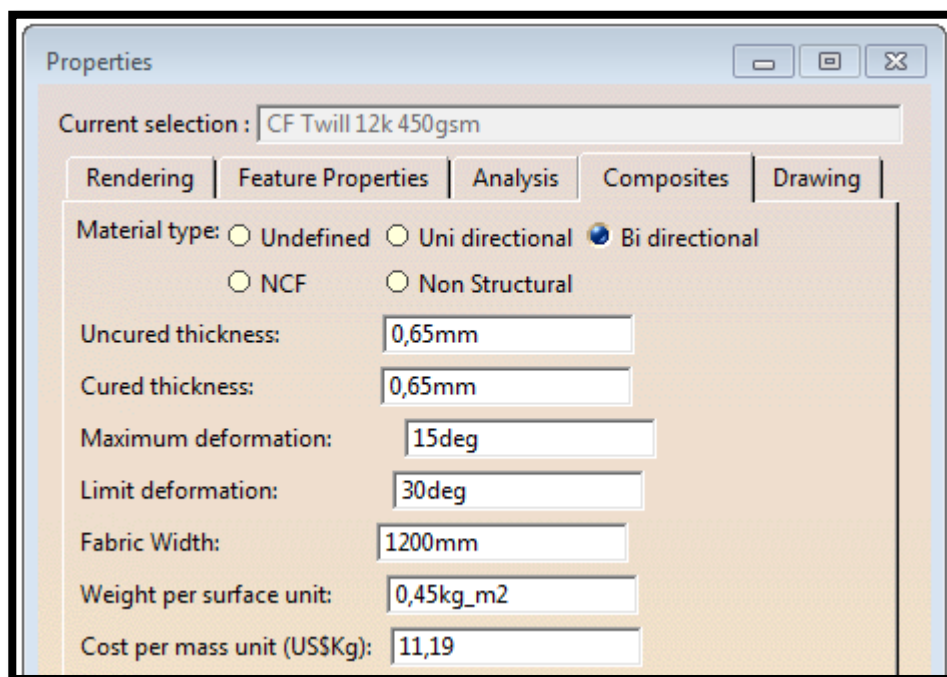 Properties
Current selection : CF Twill 12k 450gsm
Rendering Feature Properties Analysis Composites Drawing
Material type: Undefined Uni directional Bi directional
NCF Non Structural
Uncured thickness: 0,65mm
Cured thickness: 0,65mm
Maximum deformation: 15deg
Limit deformation: 30deg
Fabric Width: 1200mm
Weight per surface unit: 0,45kg_m2
Cost per mass unit (US$Kg): 11,19